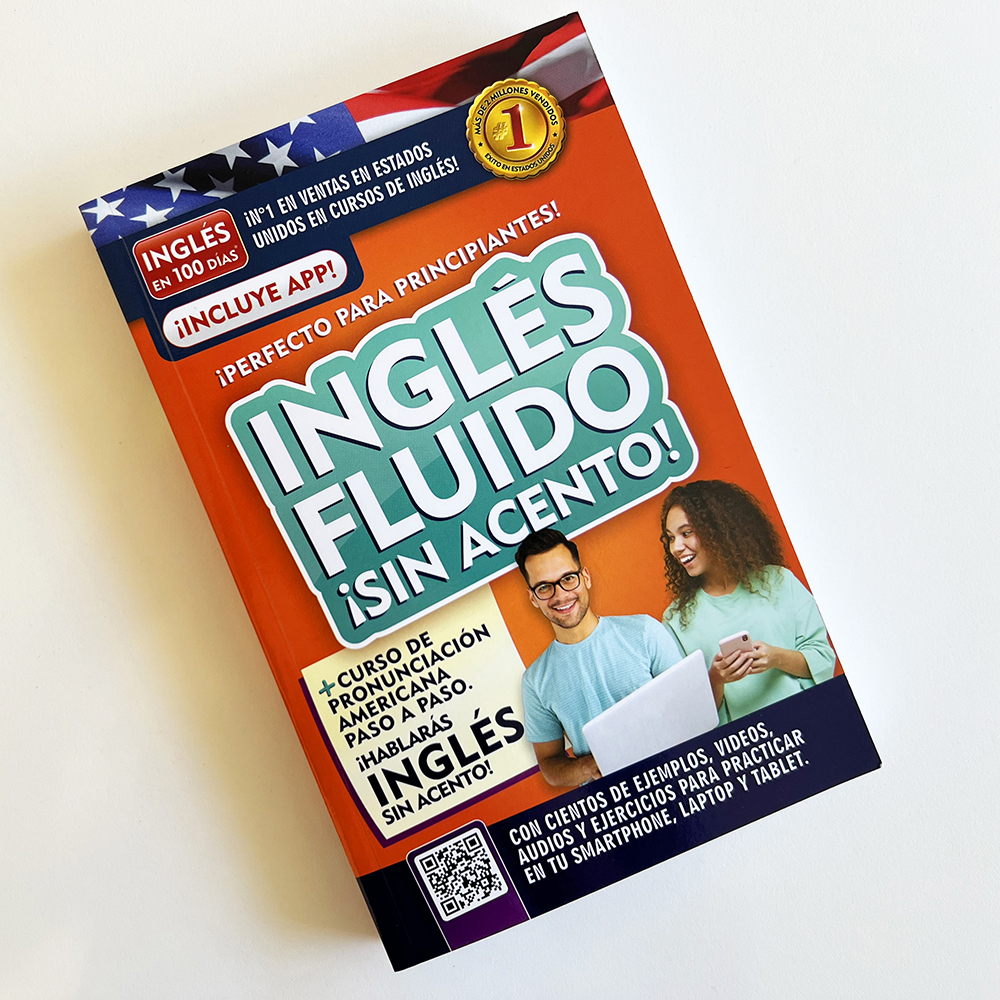 MÁS DE 2 MILLONES VENDIDOS
#1
ÉXITO EN ESTADOS UNIDOS
INGLÉS
EN 100 DÍAS®
¡Nº1 EN VENTAS EN ESTADOS
UNIDOS EN CURSOS DE INGLÉS!
¡INCLUYE APP!
¡PERFECTO PARA PRINCIPIANTES!
INGLÉS
FLUIDO
¡SIN ACENTO!
+CURSO DE
PRONUNCIACIÓN
AMERICANA
PASO A PASO.
¡HABLARÁS
INGLÉS
SIN ACENTO!
CON CIENTOS DE EJEMPLOS, VIDEOS,
AUDIOS Y EJERCICIOS PARA PRACTICAR
EN TU SMARTPHONE, LAPTOP Y TABLET.